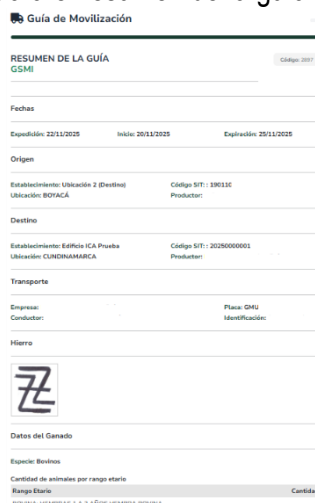 Guía de Movilización
RESUMEN DE LA GUÍA
GSMI
Código: 2097
Fechas
Expedición: 22/11/2025 Inicio: 20/11/2025 Expiración: 25/11/2025
Origen
Establecimiento: Ubicación 2 (Destino) Código SIT: : 190110
Ubicación: BOYACÁ Productor:
Destino
Establecimiento: Edificio ICA Prueba Código SIT: : 20250000001
Ubicación: CUNDINAMARCA Productor:
Transporte
Empresa: Placa: GMU
Conductor: Identificación:
Hierro
Datos del Ganado
Especie: Bovinos
Cantidad de animales por rango etario
Rango Etario Cantida